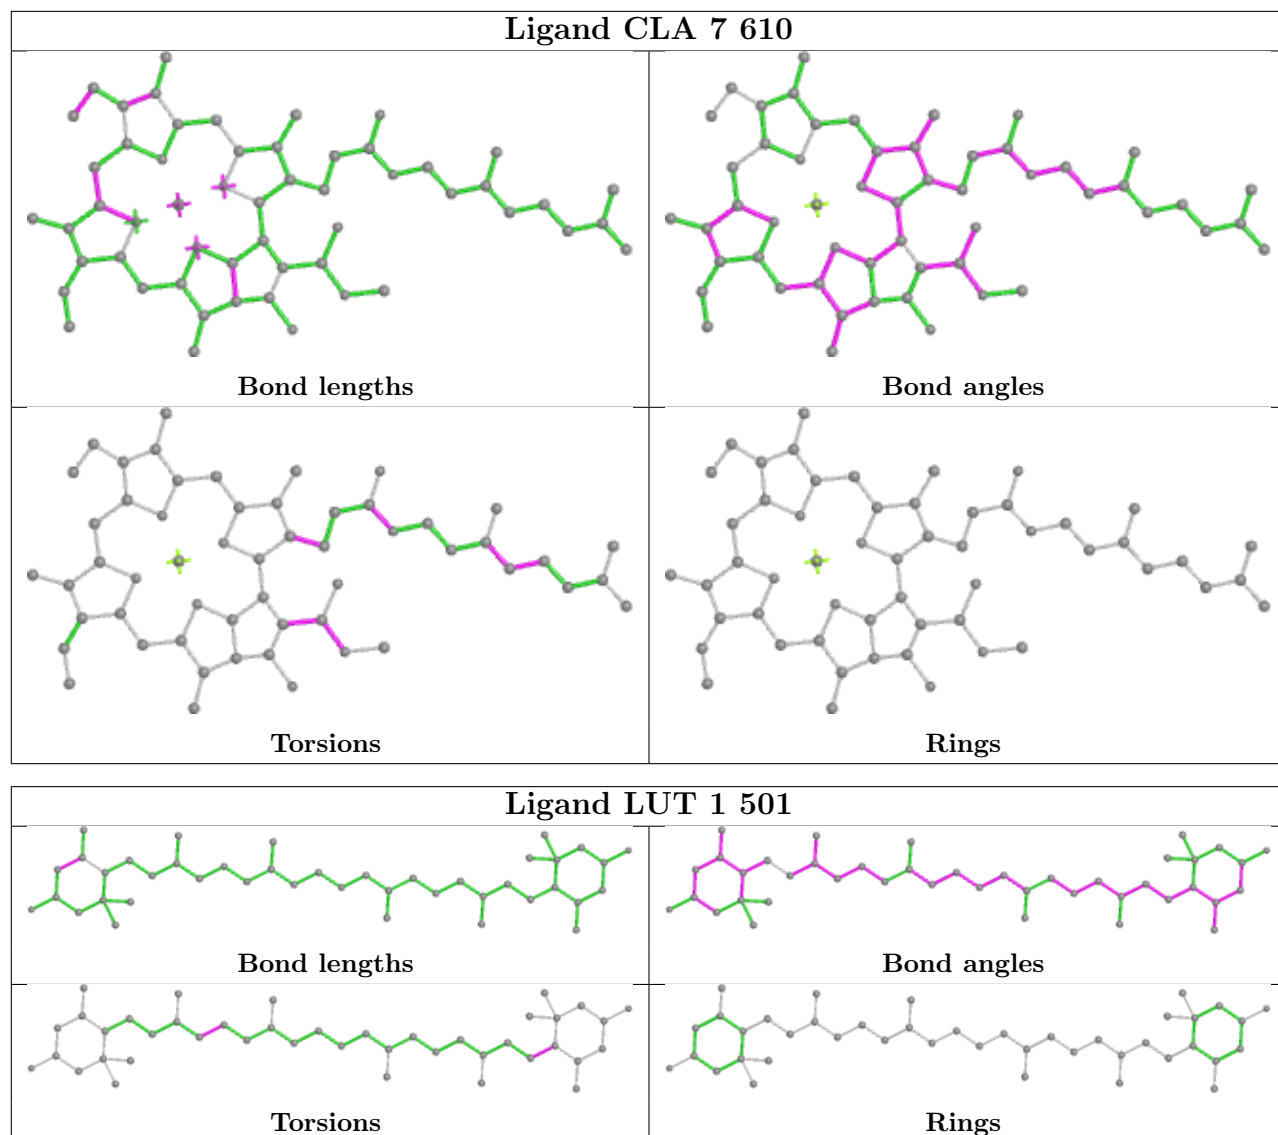 Ligand CLA 7 610
Bond lengths
Bond angles
Torsions
Rings
Ligand LUT 1 501
Bond lengths
Bond angles
Torsions
Rings